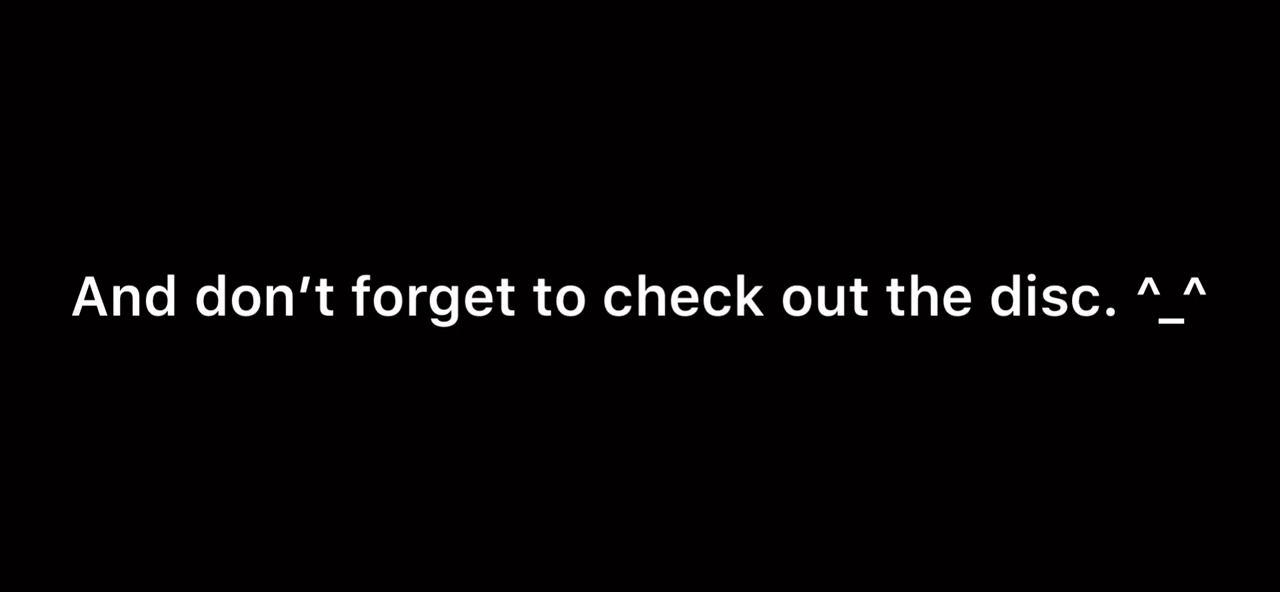 And don’t forget to check out the disc. ^_^